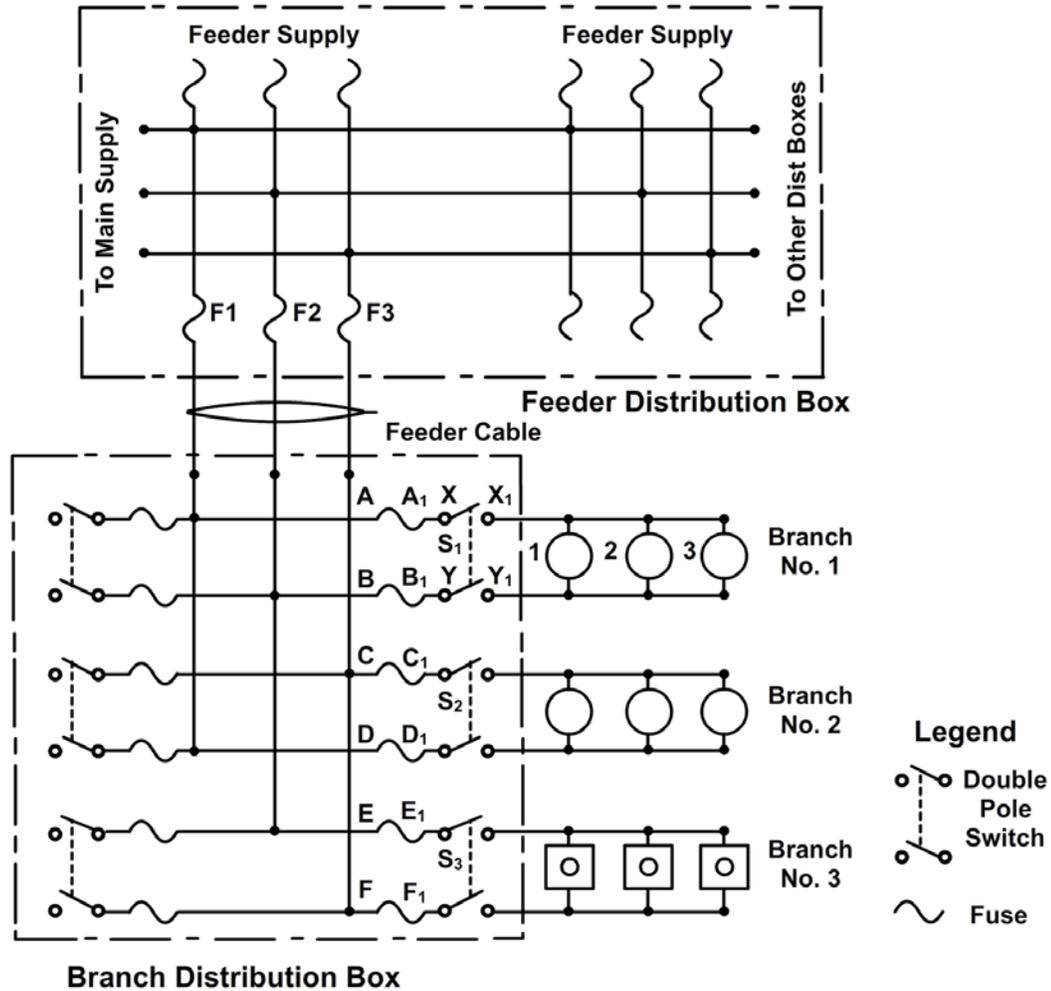 Feeder Supply
Feeder Supply
To Main Supply
To Other Dist Boxes
F1
F2
F3
Feeder Distribution Box
Feeder Cable
A A1 X X1
S1
1 2 3
Branch
No. 1
B B1 Y Y1
C C1
S2
Branch
No. 2
D D1
E E1
S3
Branch
No. 3
F F1
Legend
Double
Pole
Switch
Fuse
Branch Distribution Box